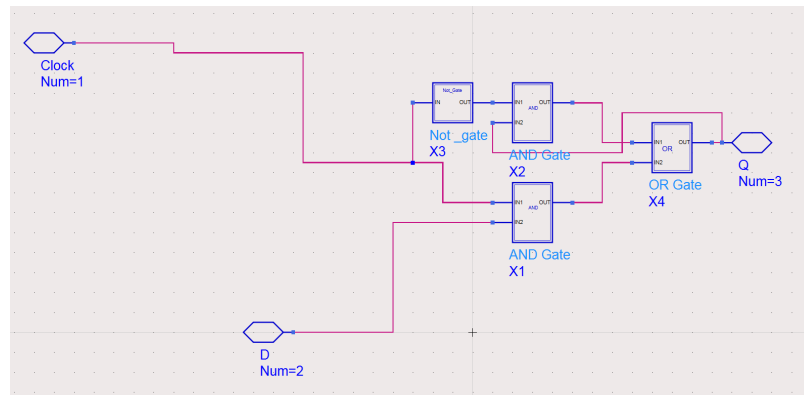 Clock
Num=1
Not_Gate
IN OUT
Not _gate
X3
IN1 OUT
AND
IN2
AND Gate
X2
IN1 OUT
OR
IN2
OR Gate
X4
Q
Num=3
IN1 OUT
AND
IN2
AND Gate
X1
D
Num=2